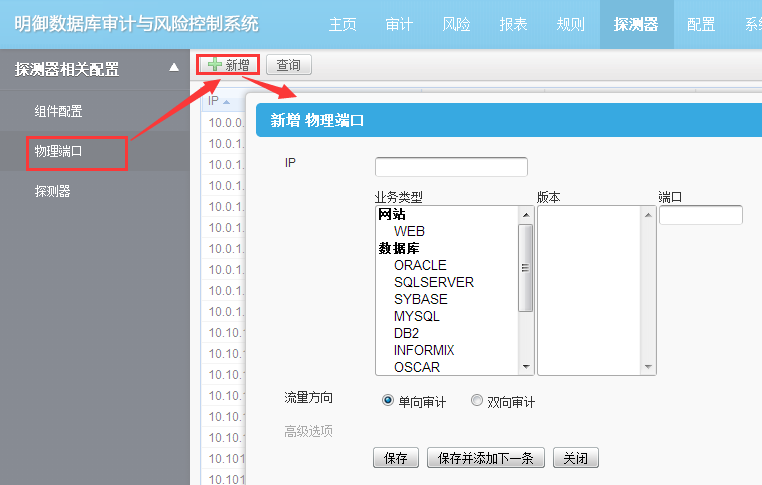 明御数据库审计与风险控制系统
主页 审计 风险 报表 规则 探测器 配置
探测器相关配置
新增 查询
组件配置
物理端口
探测器
IP
10.0.0.
10.0.1.
10.0.1.
10.0.1.
10.0.1.
10.0.1.
10.0.1.
10.0.1.
10.0.1.
10.0.1.
10.10.
10.10.
10.10.
10.10.
10.10.
10.10.
10.101
10.101
新增 物理端口
IP
业务类型 版本 端口
网站
WEB
数据库
ORACLE
SQLSERVER
SYBASE
MYSQL
DB2
INFORMIX
OSCAR
流量方向 单向审计 双向审计
高级选项
保存 保存并添加下一条 关闭